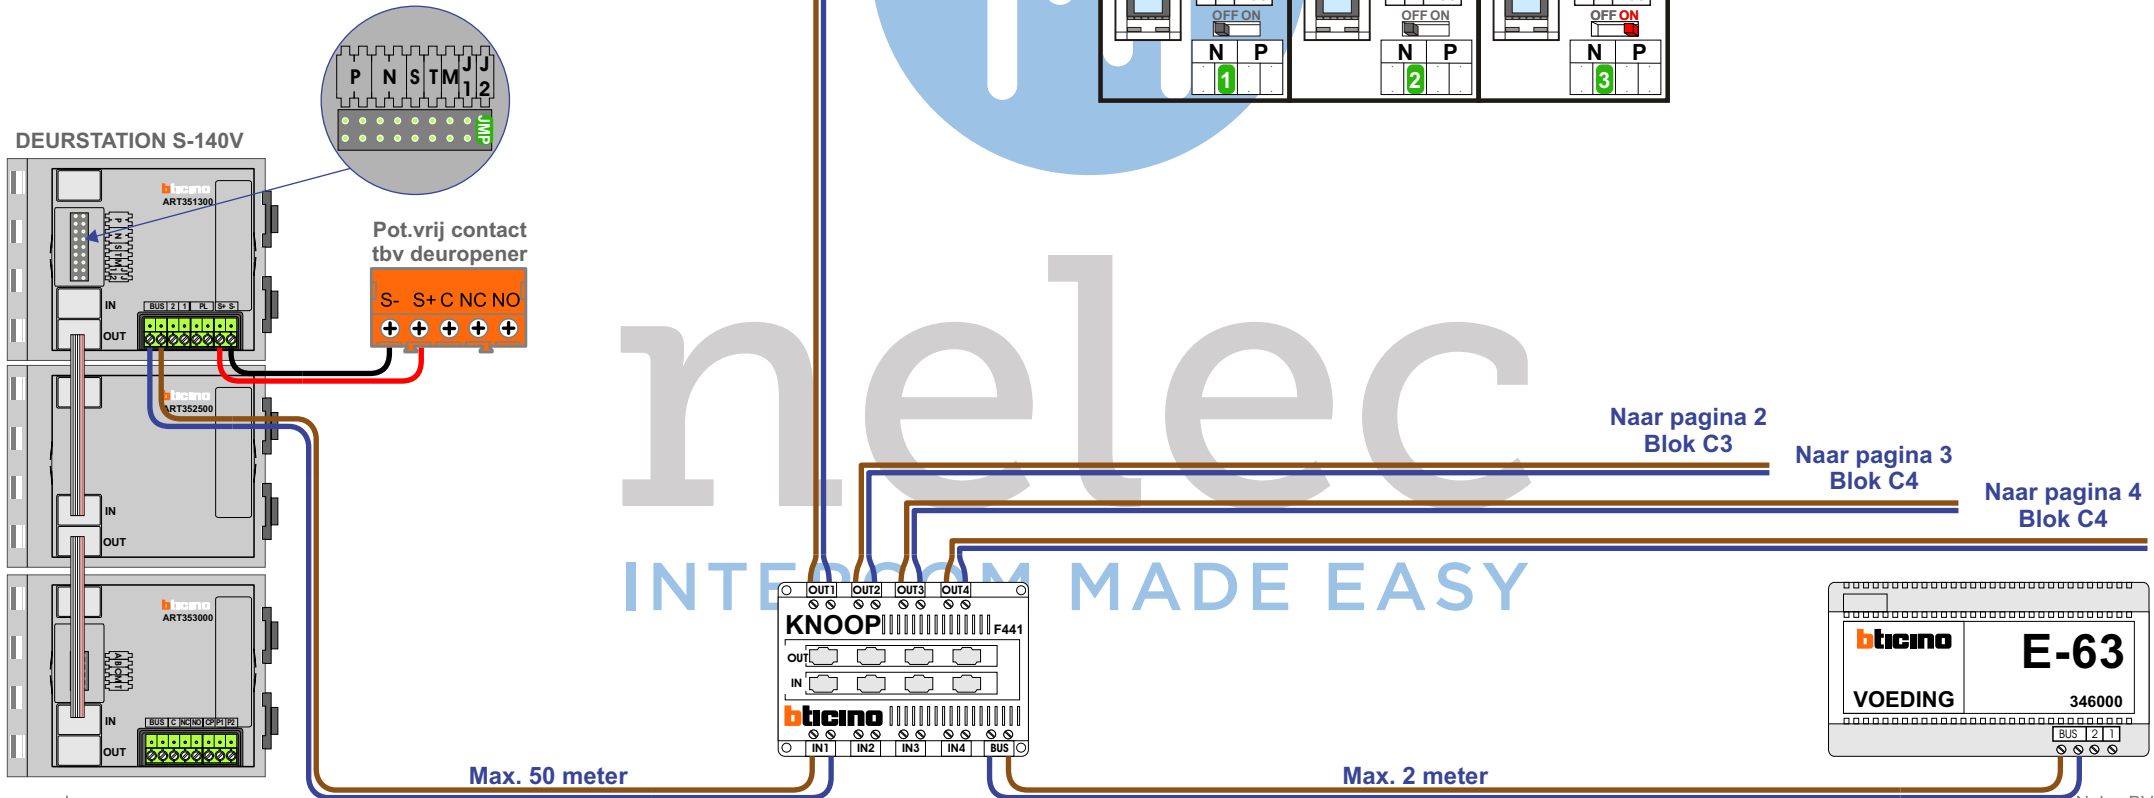 OFF ON
N P
1
OFF ON
N P
2
OFF ON
N P
3
P N S T M J1 J2
JMP
DEURSTATION S-140V
bticino
ART351300
P N S T M J1 J2
IN
OUT
BUS 2 1 PL S+ S-
Pot.vrij contact
tbv deuropener
S- S+ C NC NO
bticino
ART352500
IN
OUT
bticino
ART353000
A B C M T
IN
OUT
BUS C NC NO CP P1 P2
nelec
INTERCOM MADE EASY
Naar pagina 2
Blok C3
Naar pagina 3
Blok C4
Naar pagina 4
Blok C4
OUT1 OUT2 OUT3 OUT4
KNOOP F441
OUT
IN
bticino
IN1 IN2 IN3 IN4 BUS
Max. 50 meter
Max. 2 meter
bticino
E-63
VOEDING
346000
BUS 2 1